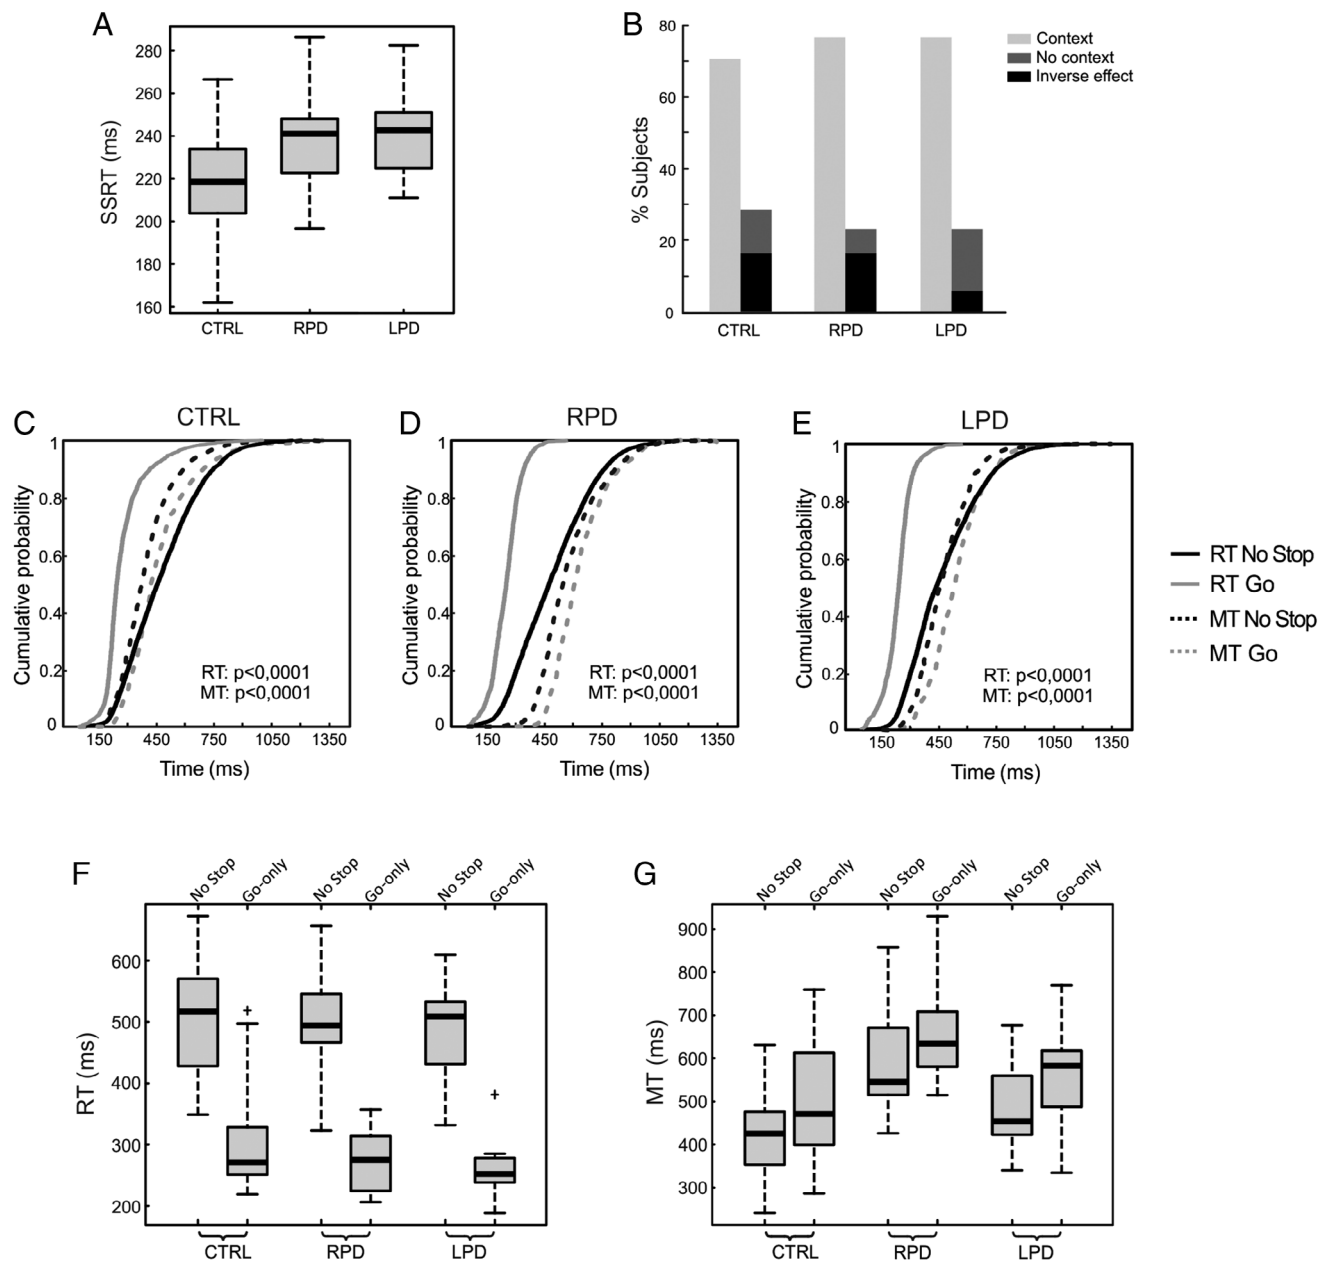 A
SSRT (ms)
280
260
240
220
200
180
160
CTRL RPD LPD
B
% Subjects
80
60
40
20
0
CTRL RPD LPD
Context
No context
Inverse effect
C
CTRL
Cumulative probability
1
0.8
0.6
0.4
0.2
0
RT: p<0,0001
MT: p<0,0001
150 450 750 1050 1350
Time (ms)
D
RPD
Cumulative probability
1
0.8
0.6
0.4
0.2
0
RT: p<0,0001
MT: p<0,0001
150 450 750 1050 1350
Time (ms)
E
LPD
Cumulative probability
1
0.8
0.6
0.4
0.2
0
RT: p<0,0001
MT: p<0,0001
150 450 750 1050 1350
Time (ms)
RT No Stop
RT Go
MT No Stop
MT Go
F
No Stop Go-only No Stop Go-only No Stop Go-only
RT (ms)
600
500
400
300
200
CTRL RPD LPD
G
No Stop Go-only No Stop Go-only No Stop Go-only
MT (ms)
900
800
700
600
500
400
300
CTRL RPD LPD